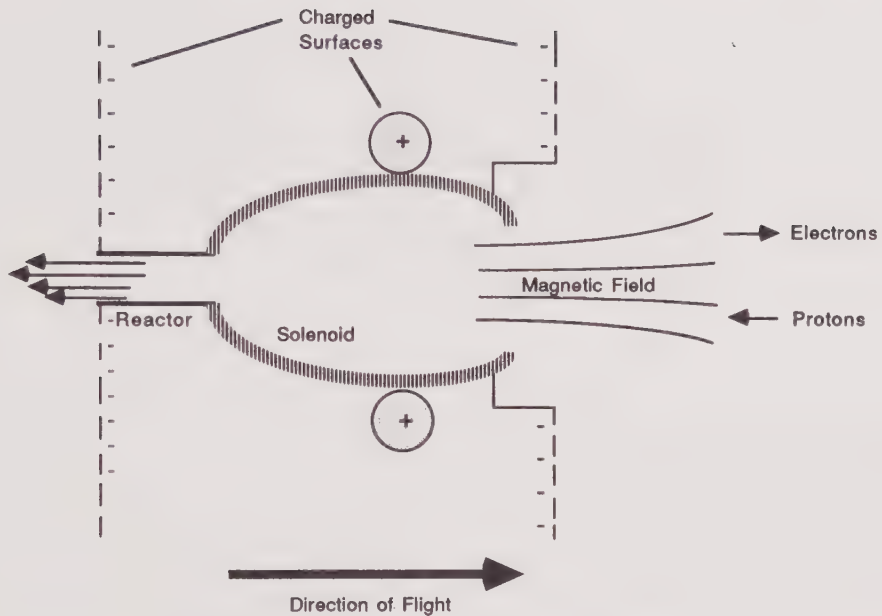 Charged
Surfaces
+
Electrons
Magnetic Field
Protons
Reactor
Solenoid
+
Direction of Flight